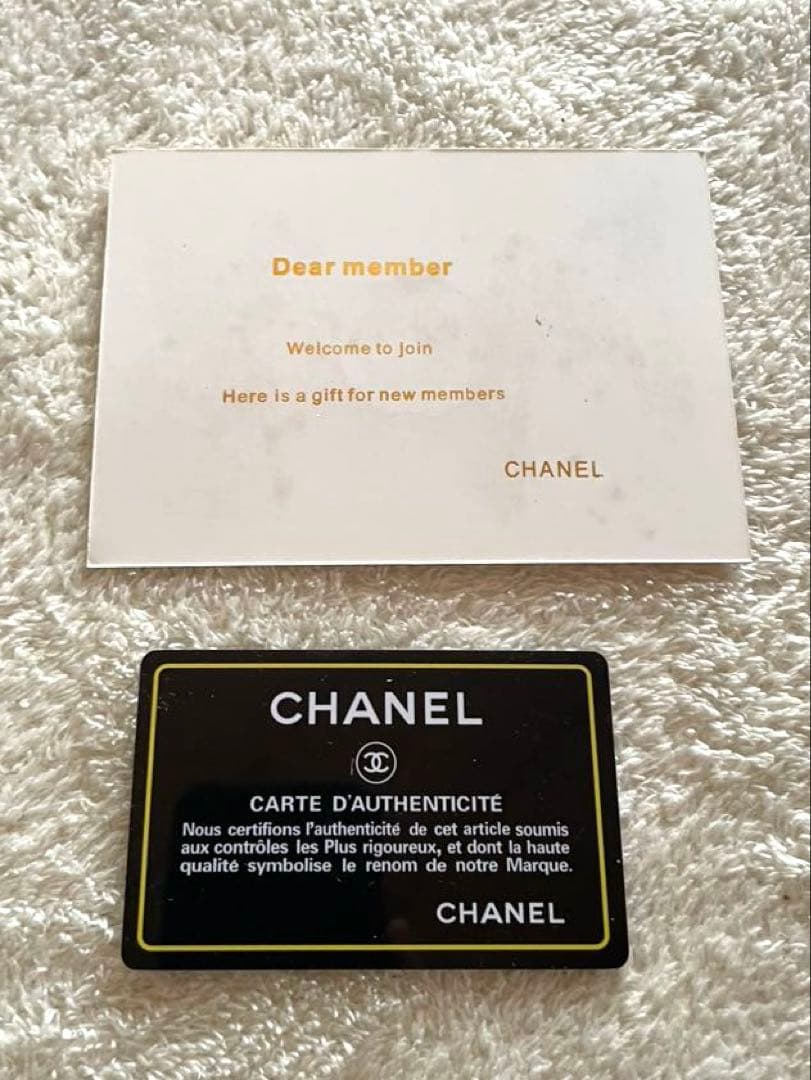 Dear member
Welcome to join
Here is a gift for new members
CHANEL
CHANEL
CARTE D'AUTHENTICITÉ
Nous certifions l'authenticité de cet article soumis
aux contrôles les Plus rigoureux, et dont la haute
qualité symbolise le renom de notre Marque.
CHANEL